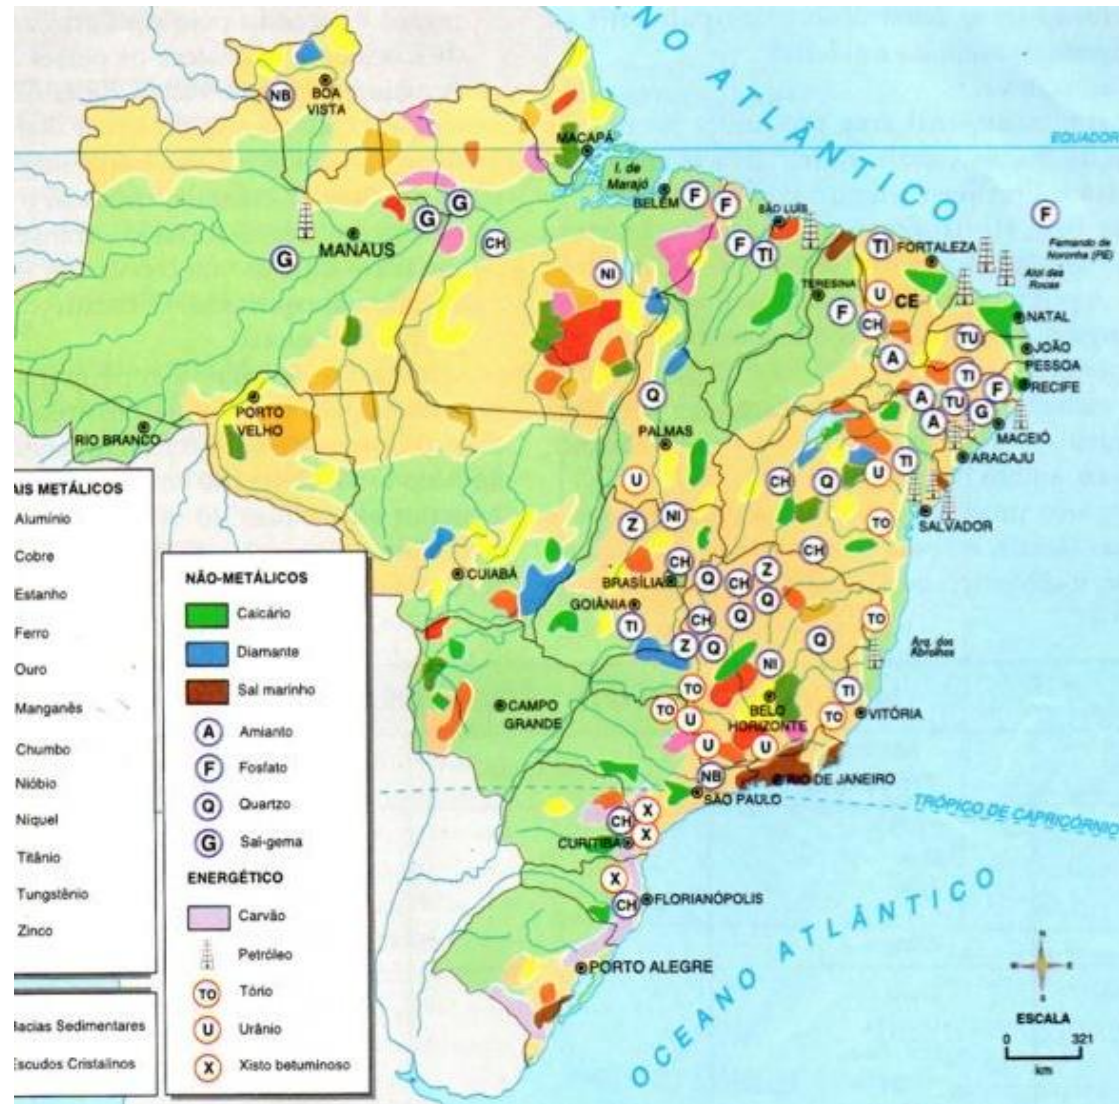 NO ATLÂNTICO
BOA
VISTA
NB
MACAPÁ
EQUADOR
I. de
Marajó
BELÉM
F
F
SÃO LUÍS
F
Fernando de
Noronha (PE)
G
G
MANAUS
G
CH
F
TI
TI
FORTALEZA
Atol das
Rocas
NI
TERESINA
U
CE
F
CH
NATAL
TU
JOÃO
PESSOA
A
TI
F
RECIFE
Q
A
TU
G
A
MACEIÓ
PORTO
VELHO
RIO BRANCO
PALMAS
ARACAJU
U
CH
Q
U
TI
Z
NI
TO
SALVADOR
CUIABÁ
BRASÍLIA
CH
Q
CH
Z
CH
GOIÂNIA
Q
TI
CH
Q
TO
Z
Q
Q
Arq. dos
Abrolhos
NI
CAMPO
GRANDE
TO
TI
TO
U
BELO
HORIZONTE
TO
VITÓRIA
U
U
NB
RIO DE JANEIRO
SÃO PAULO
TRÓPICO DE CAPRICÓRNIO
CH
X
X
CURITIBA
X
CH
FLORIANÓPOLIS
PORTO ALEGRE
OCEANO ATLÂNTICO
ESCALA
0 321
km
AIS METÁLICOS
Alumínio
Cobre
Estanho
Ferro
Ouro
Manganês
Chumbo
Nióbio
Níquel
Titânio
Tungstênio
Zinco
Bacias Sedimentares
Escudos Cristalinos
NÃO-METÁLICOS
Calcário
Diamante
Sal marinho
A Amianto
F Fosfato
Q Quartzo
G Sal-gema
ENERGÉTICO
Carvão
Petróleo
TO Tório
U Urânio
X Xisto betuminoso